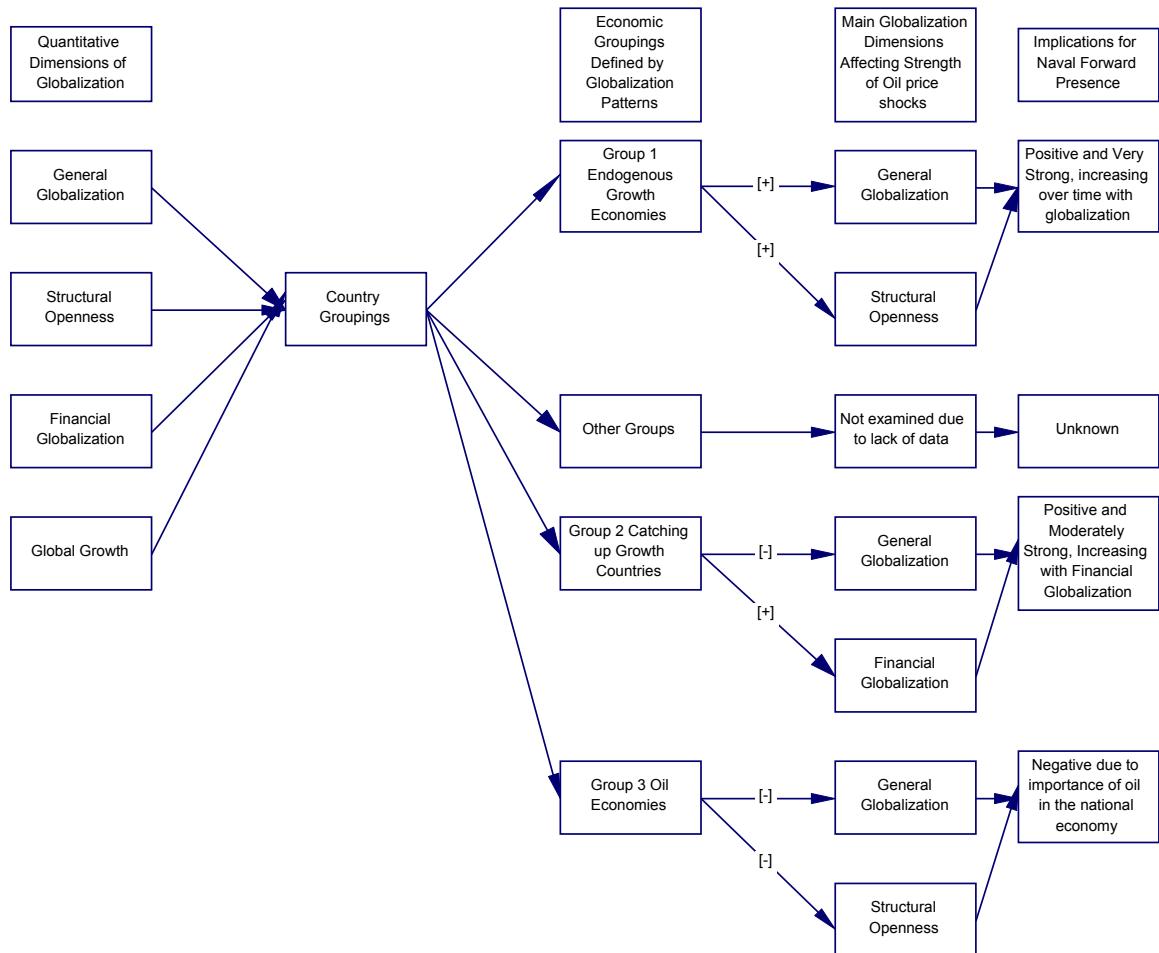 Quantitative
Dimensions of
Globalization
Economic
Groupings
Defined by
Globalization
Patterns
Main Globalization
Dimensions
Affecting Strength
of Oil price
shocks
Implications for
Naval Forward
Presence
General
Globalization
Structural
Openness
Financial
Globalization
Global Growth
Country
Groupings
Group 1
Endogenous
Growth
Economies
[+]
General
Globalization
[+]
Structural
Openness
Positive and Very
Strong, increasing
over time with
globalization
Other Groups
Not examined due
to lack of data
Unknown
Group 2 Catching
up Growth
Countries
[-]
General
Globalization
[+]
Financial
Globalization
Positive and
Moderately
Strong, Increasing
with Financial
Globalization
Group 3 Oil
Economies
[-]
General
Globalization
[-]
Structural
Openness
Negative due to
importance of oil
in the national
economy